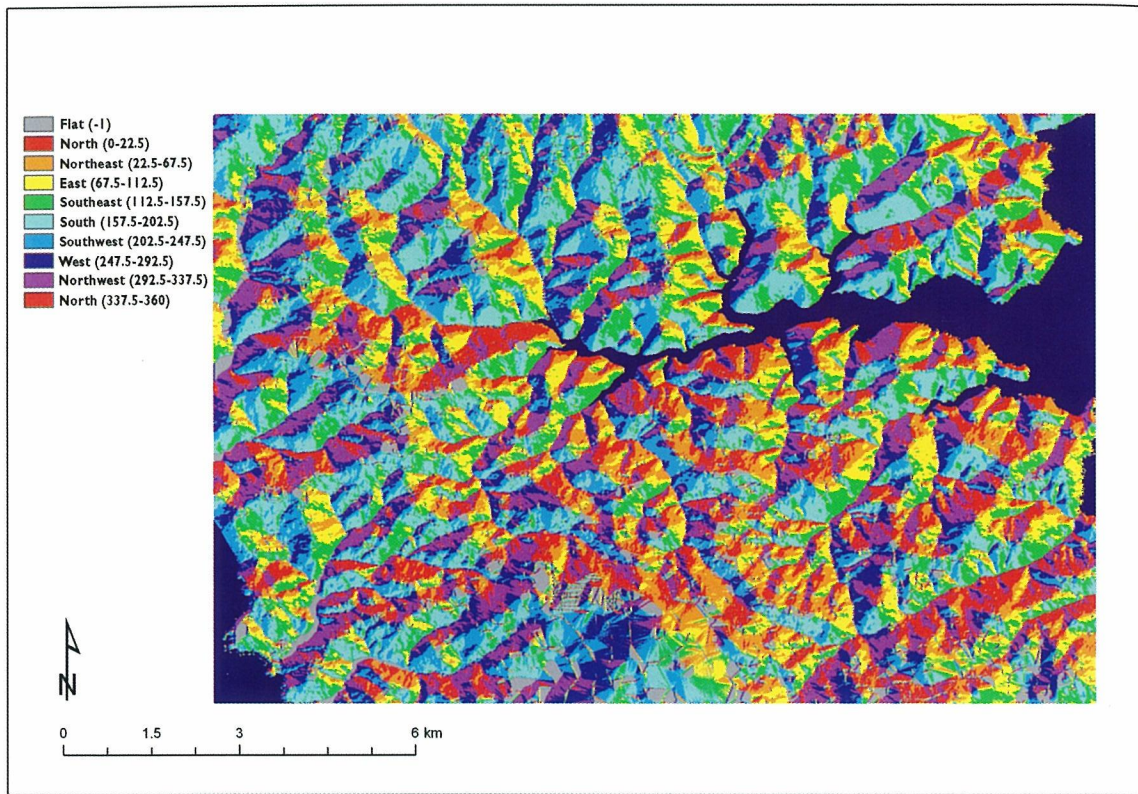 Flat (-1)
North (0-22.5)
Northeast (22.5-67.5)
East (67.5-112.5)
Southeast (112.5-157.5)
South (157.5-202.5)
Southwest (202.5-247.5)
West (247.5-292.5)
Northwest (292.5-337.5)
North (337.5-360)
N
0 1.5 3 6 km